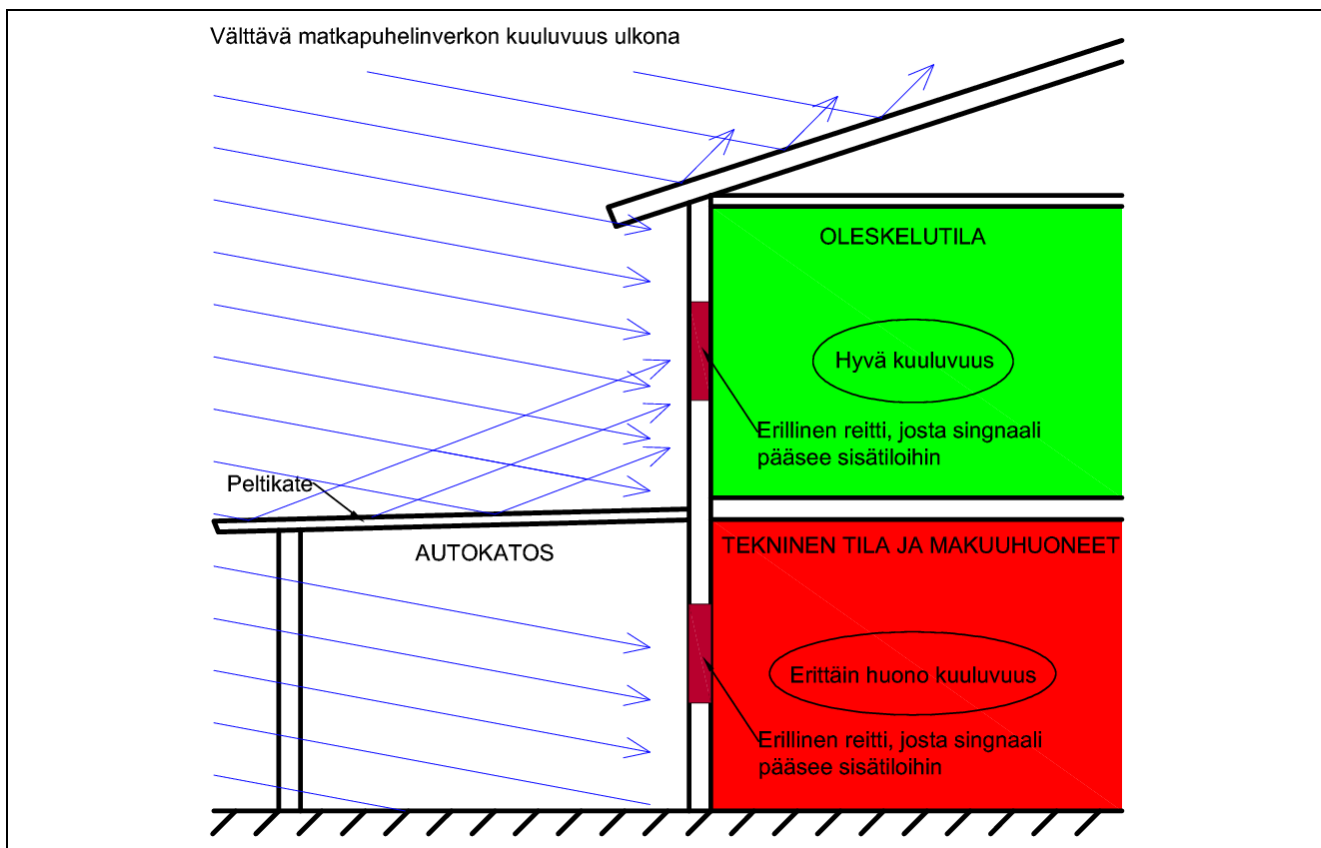 Välttävä matkapuhelinverkon kuuluvuus ulkona
OLESKELUTILA
Hyvä kuuluvuus
Erillinen reitti, josta singnaali
pääsee sisätiloihin
Peltikate
AUTOKATOS
TEKNINEN TILA JA MAKUUHUONEET
Erittäin huono kuuluvuus
Erillinen reitti, josta singnaali
pääsee sisätiloihin